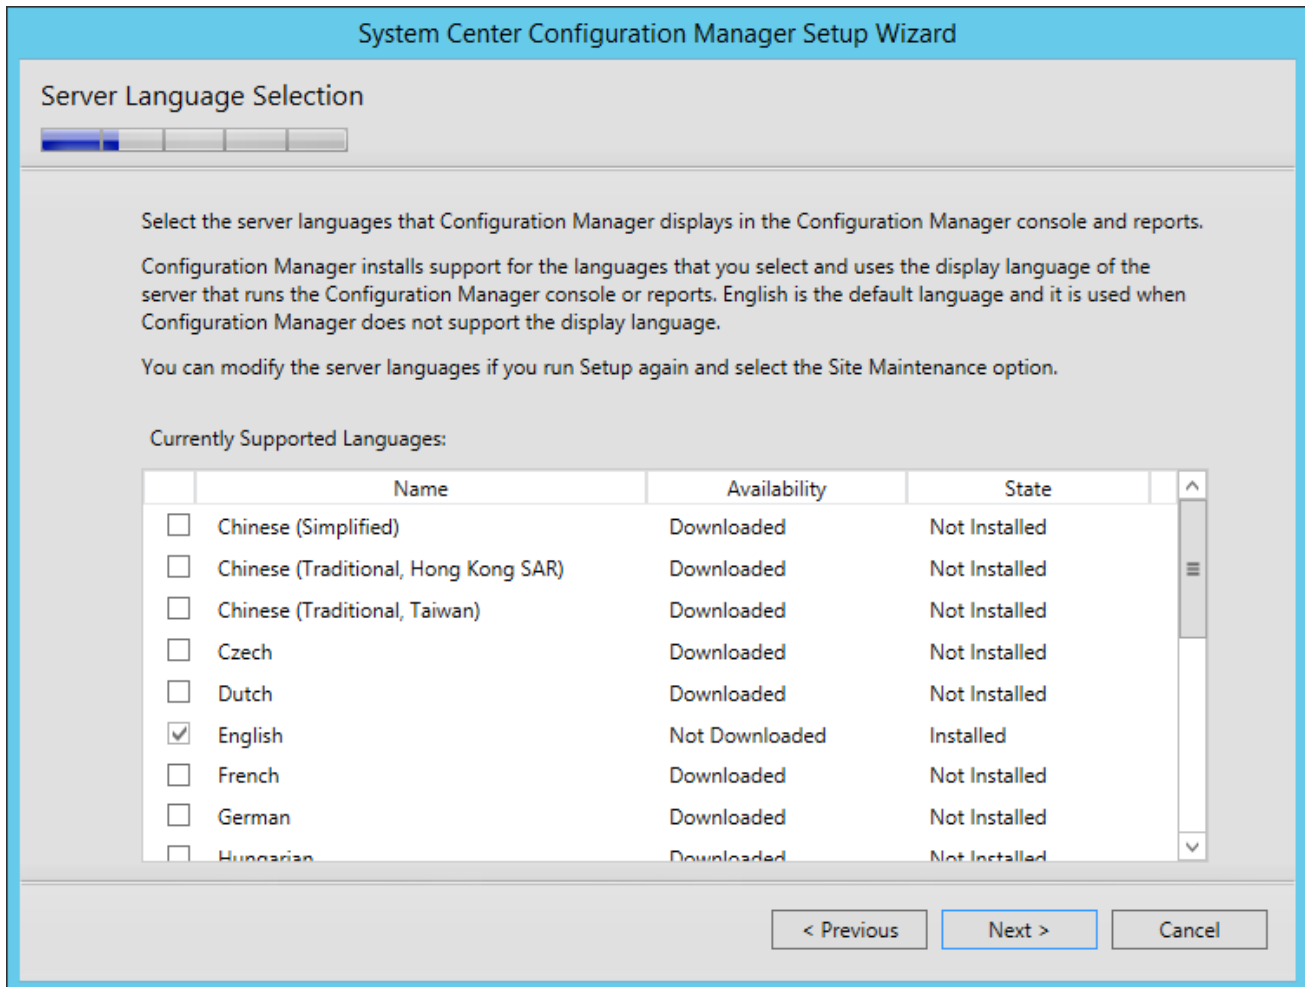 System Center Configuration Manager Setup Wizard
Server Language Selection
Select the server languages that Configuration Manager displays in the Configuration Manager console and reports.
Configuration Manager installs support for the languages that you select and uses the display language of the
server that runs the Configuration Manager console or reports. English is the default language and it is used when
Configuration Manager does not support the display language.
You can modify the server languages if you run Setup again and select the Site Maintenance option.
Currently Supported Languages:
Name Availability State
Chinese (Simplified) Downloaded Not Installed
Chinese (Traditional, Hong Kong SAR) Downloaded Not Installed
Chinese (Traditional, Taiwan) Downloaded Not Installed
Czech Downloaded Not Installed
Dutch Downloaded Not Installed
English Not Downloaded Installed
French Downloaded Not Installed
German Downloaded Not Installed
Hungarian Downloaded Not Installed
< Previous Next > Cancel